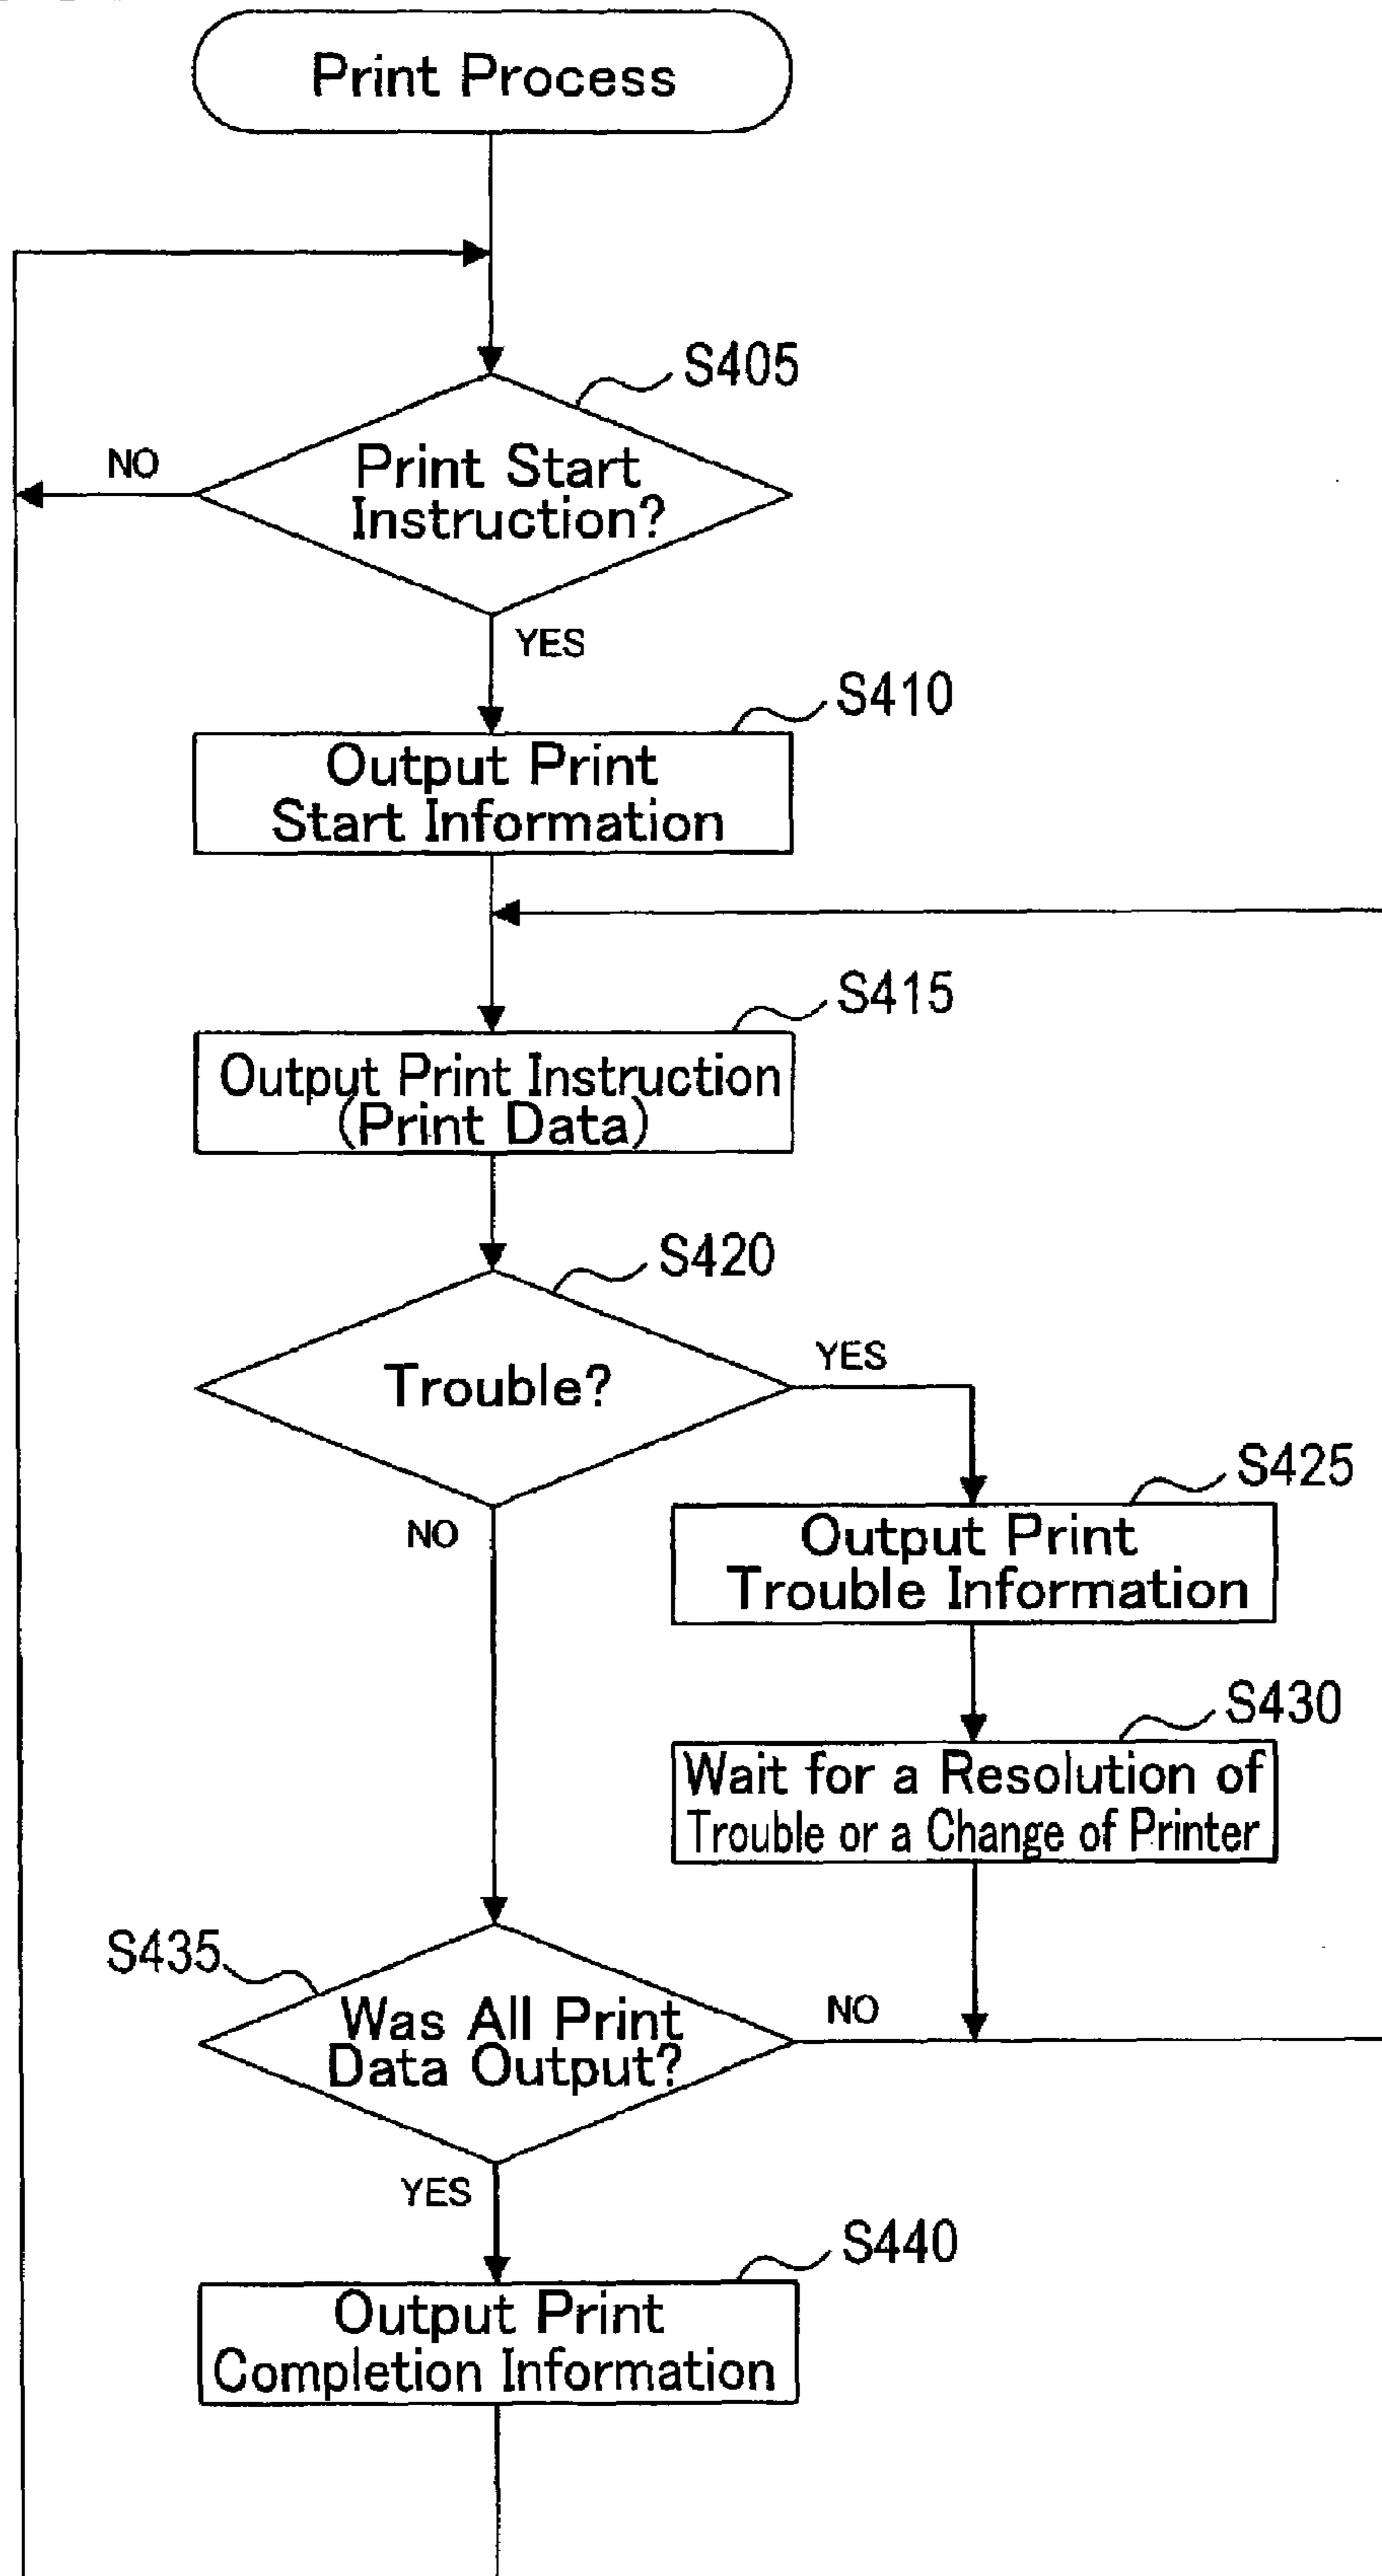 Print Process
S405
Print Start
Instruction?
NO
YES
S410
Output Print
Start Information
S415
Output Print Instruction
(Print Data)
S420
Trouble?
YES
NO
S425
Output Print
Trouble Information
S430
Wait for a Resolution of
Trouble or a Change of Printer
S435
Was All Print
Data Output?
NO
YES
S440
Output Print
Completion Information